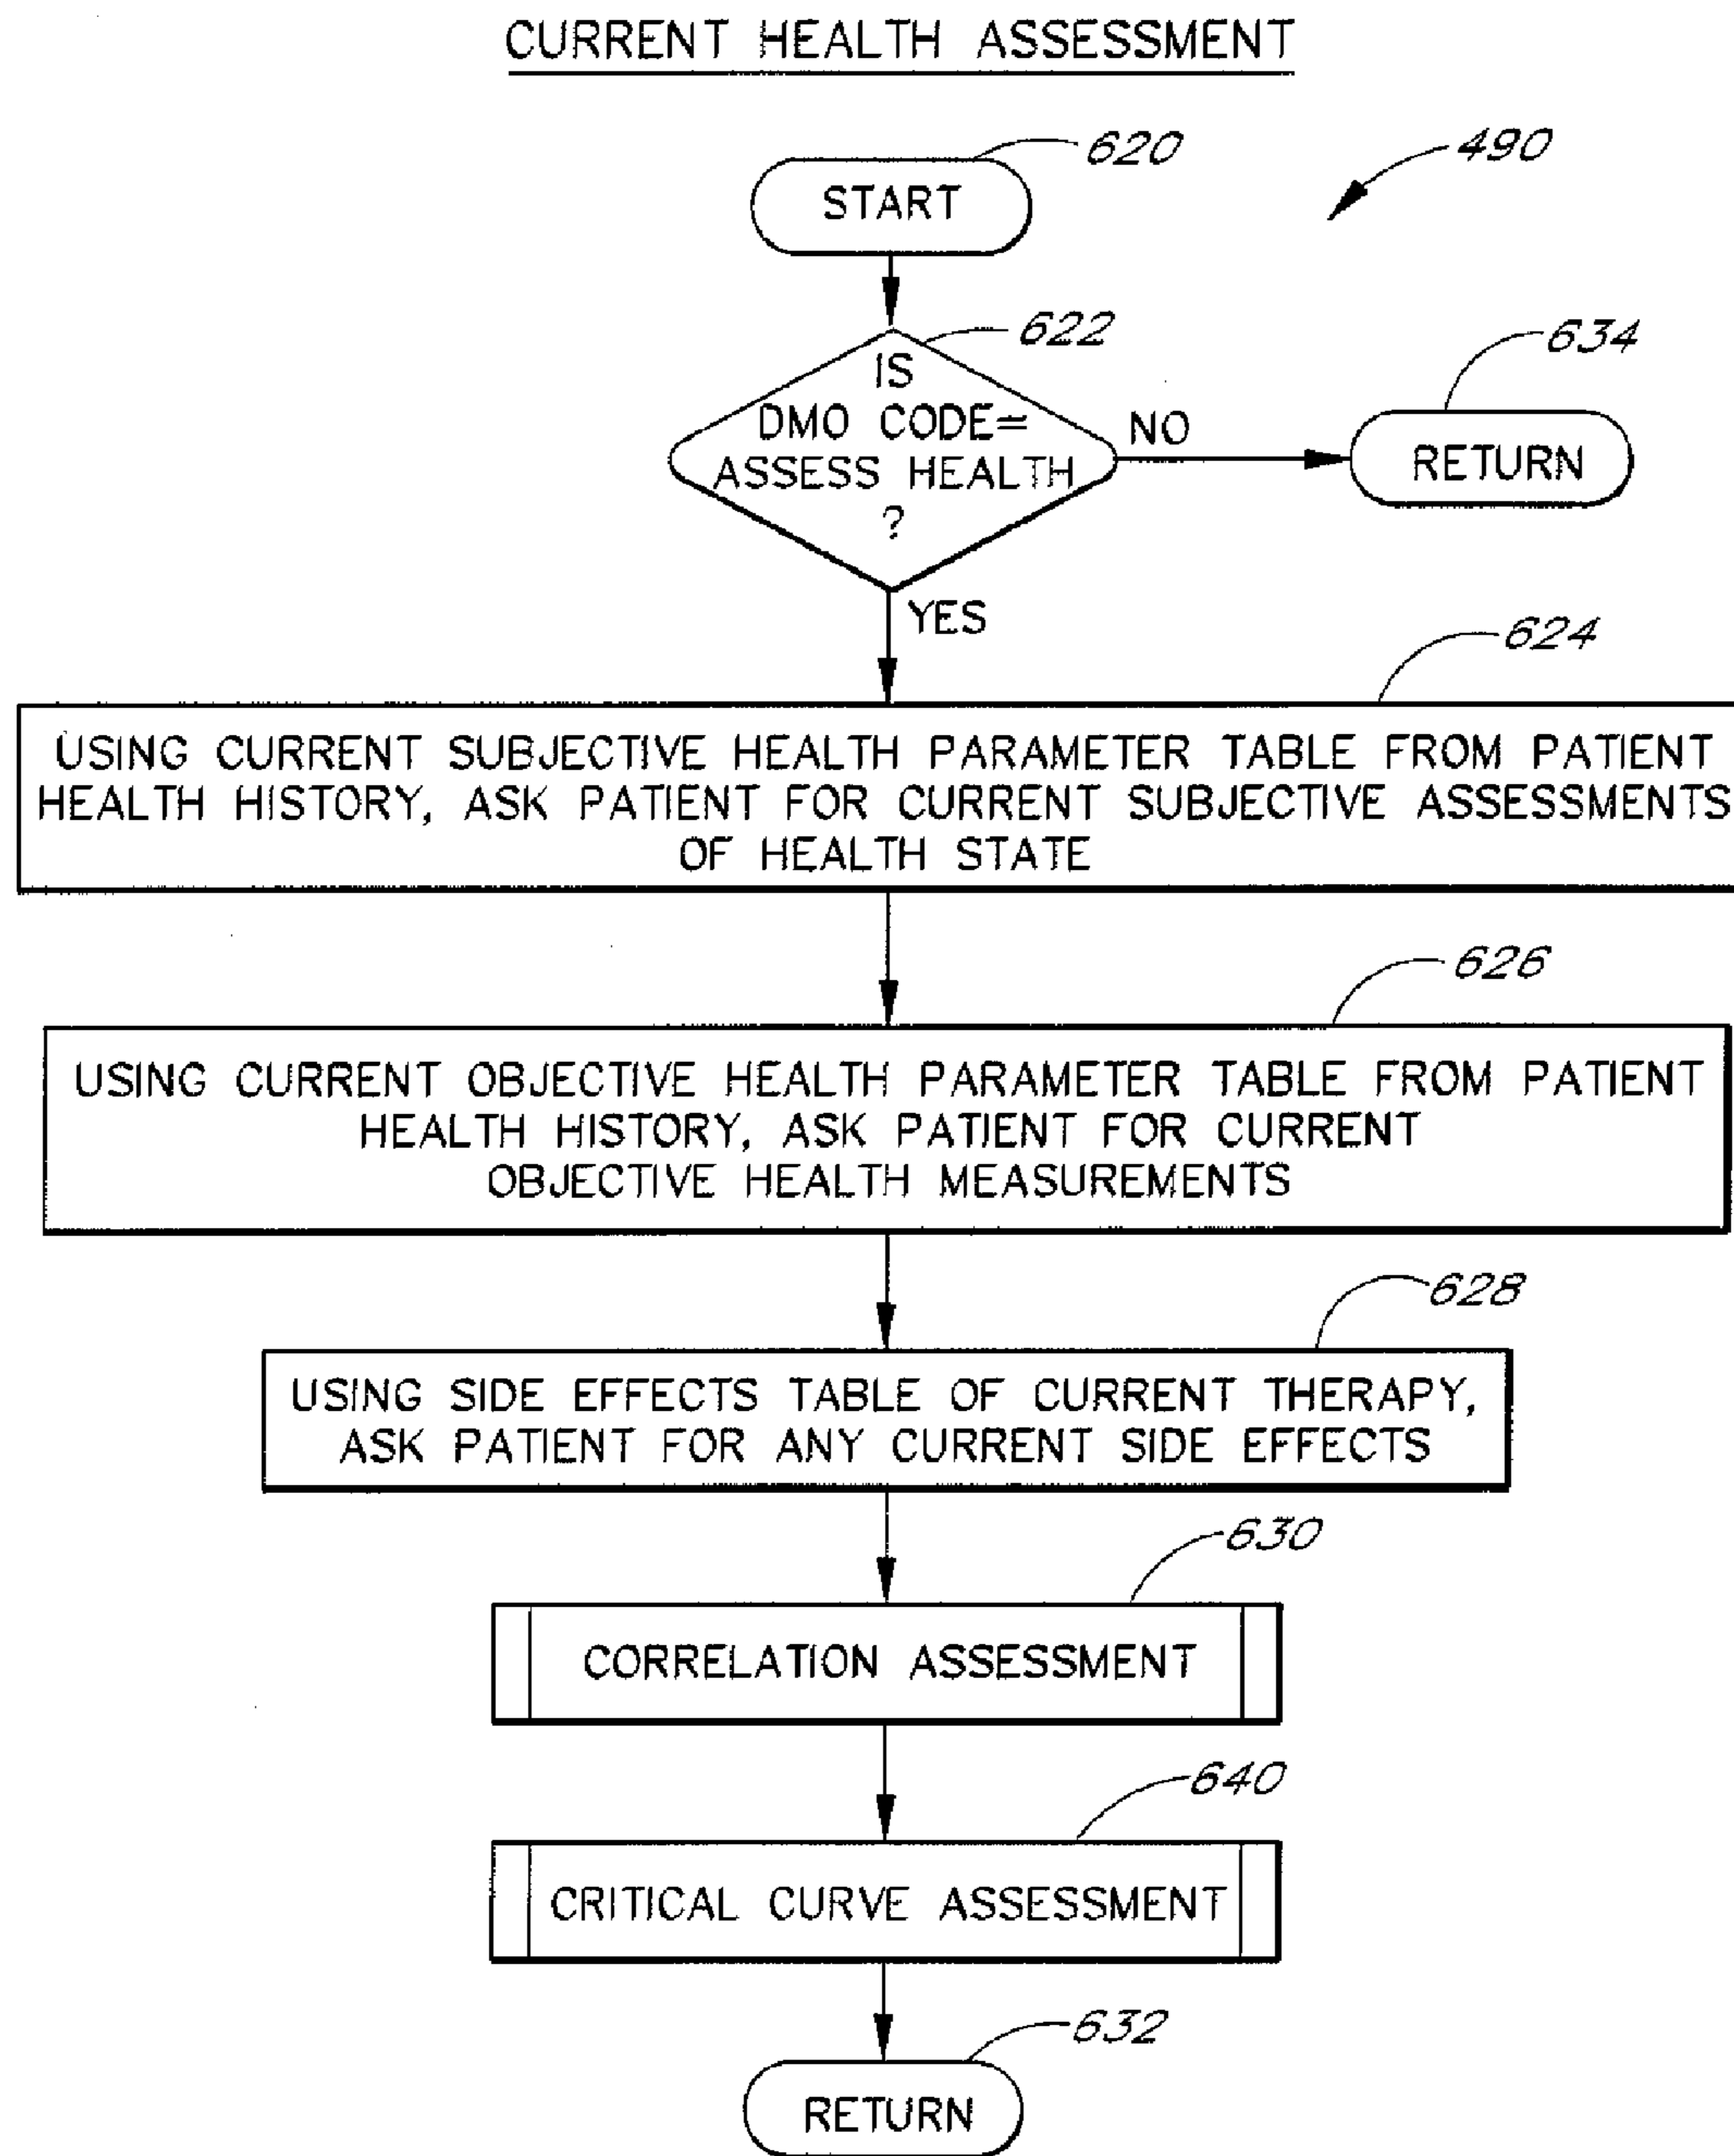 CURRENT HEALTH ASSESSMENT
620
490
START
622
634
IS
DMO CODE=
ASSESS HEALTH
?
NO
RETURN
YES
624
USING CURRENT SUBJECTIVE HEALTH PARAMETER TABLE FROM PATIENT
HEALTH HISTORY, ASK PATIENT FOR CURRENT SUBJECTIVE ASSESSMENTS
OF HEALTH STATE
626
USING CURRENT OBJECTIVE HEALTH PARAMETER TABLE FROM PATIENT
HEALTH HISTORY, ASK PATIENT FOR CURRENT
OBJECTIVE HEALTH MEASUREMENTS
628
USING SIDE EFFECTS TABLE OF CURRENT THERAPY,
ASK PATIENT FOR ANY CURRENT SIDE EFFECTS
630
CORRELATION ASSESSMENT
640
CRITICAL CURVE ASSESSMENT
632
RETURN